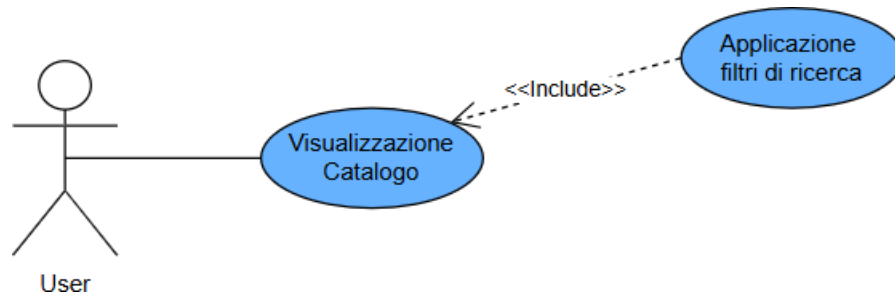 Applicazione
filtri di ricerca
<<Include>>
Visualizzazione
Catalogo
User